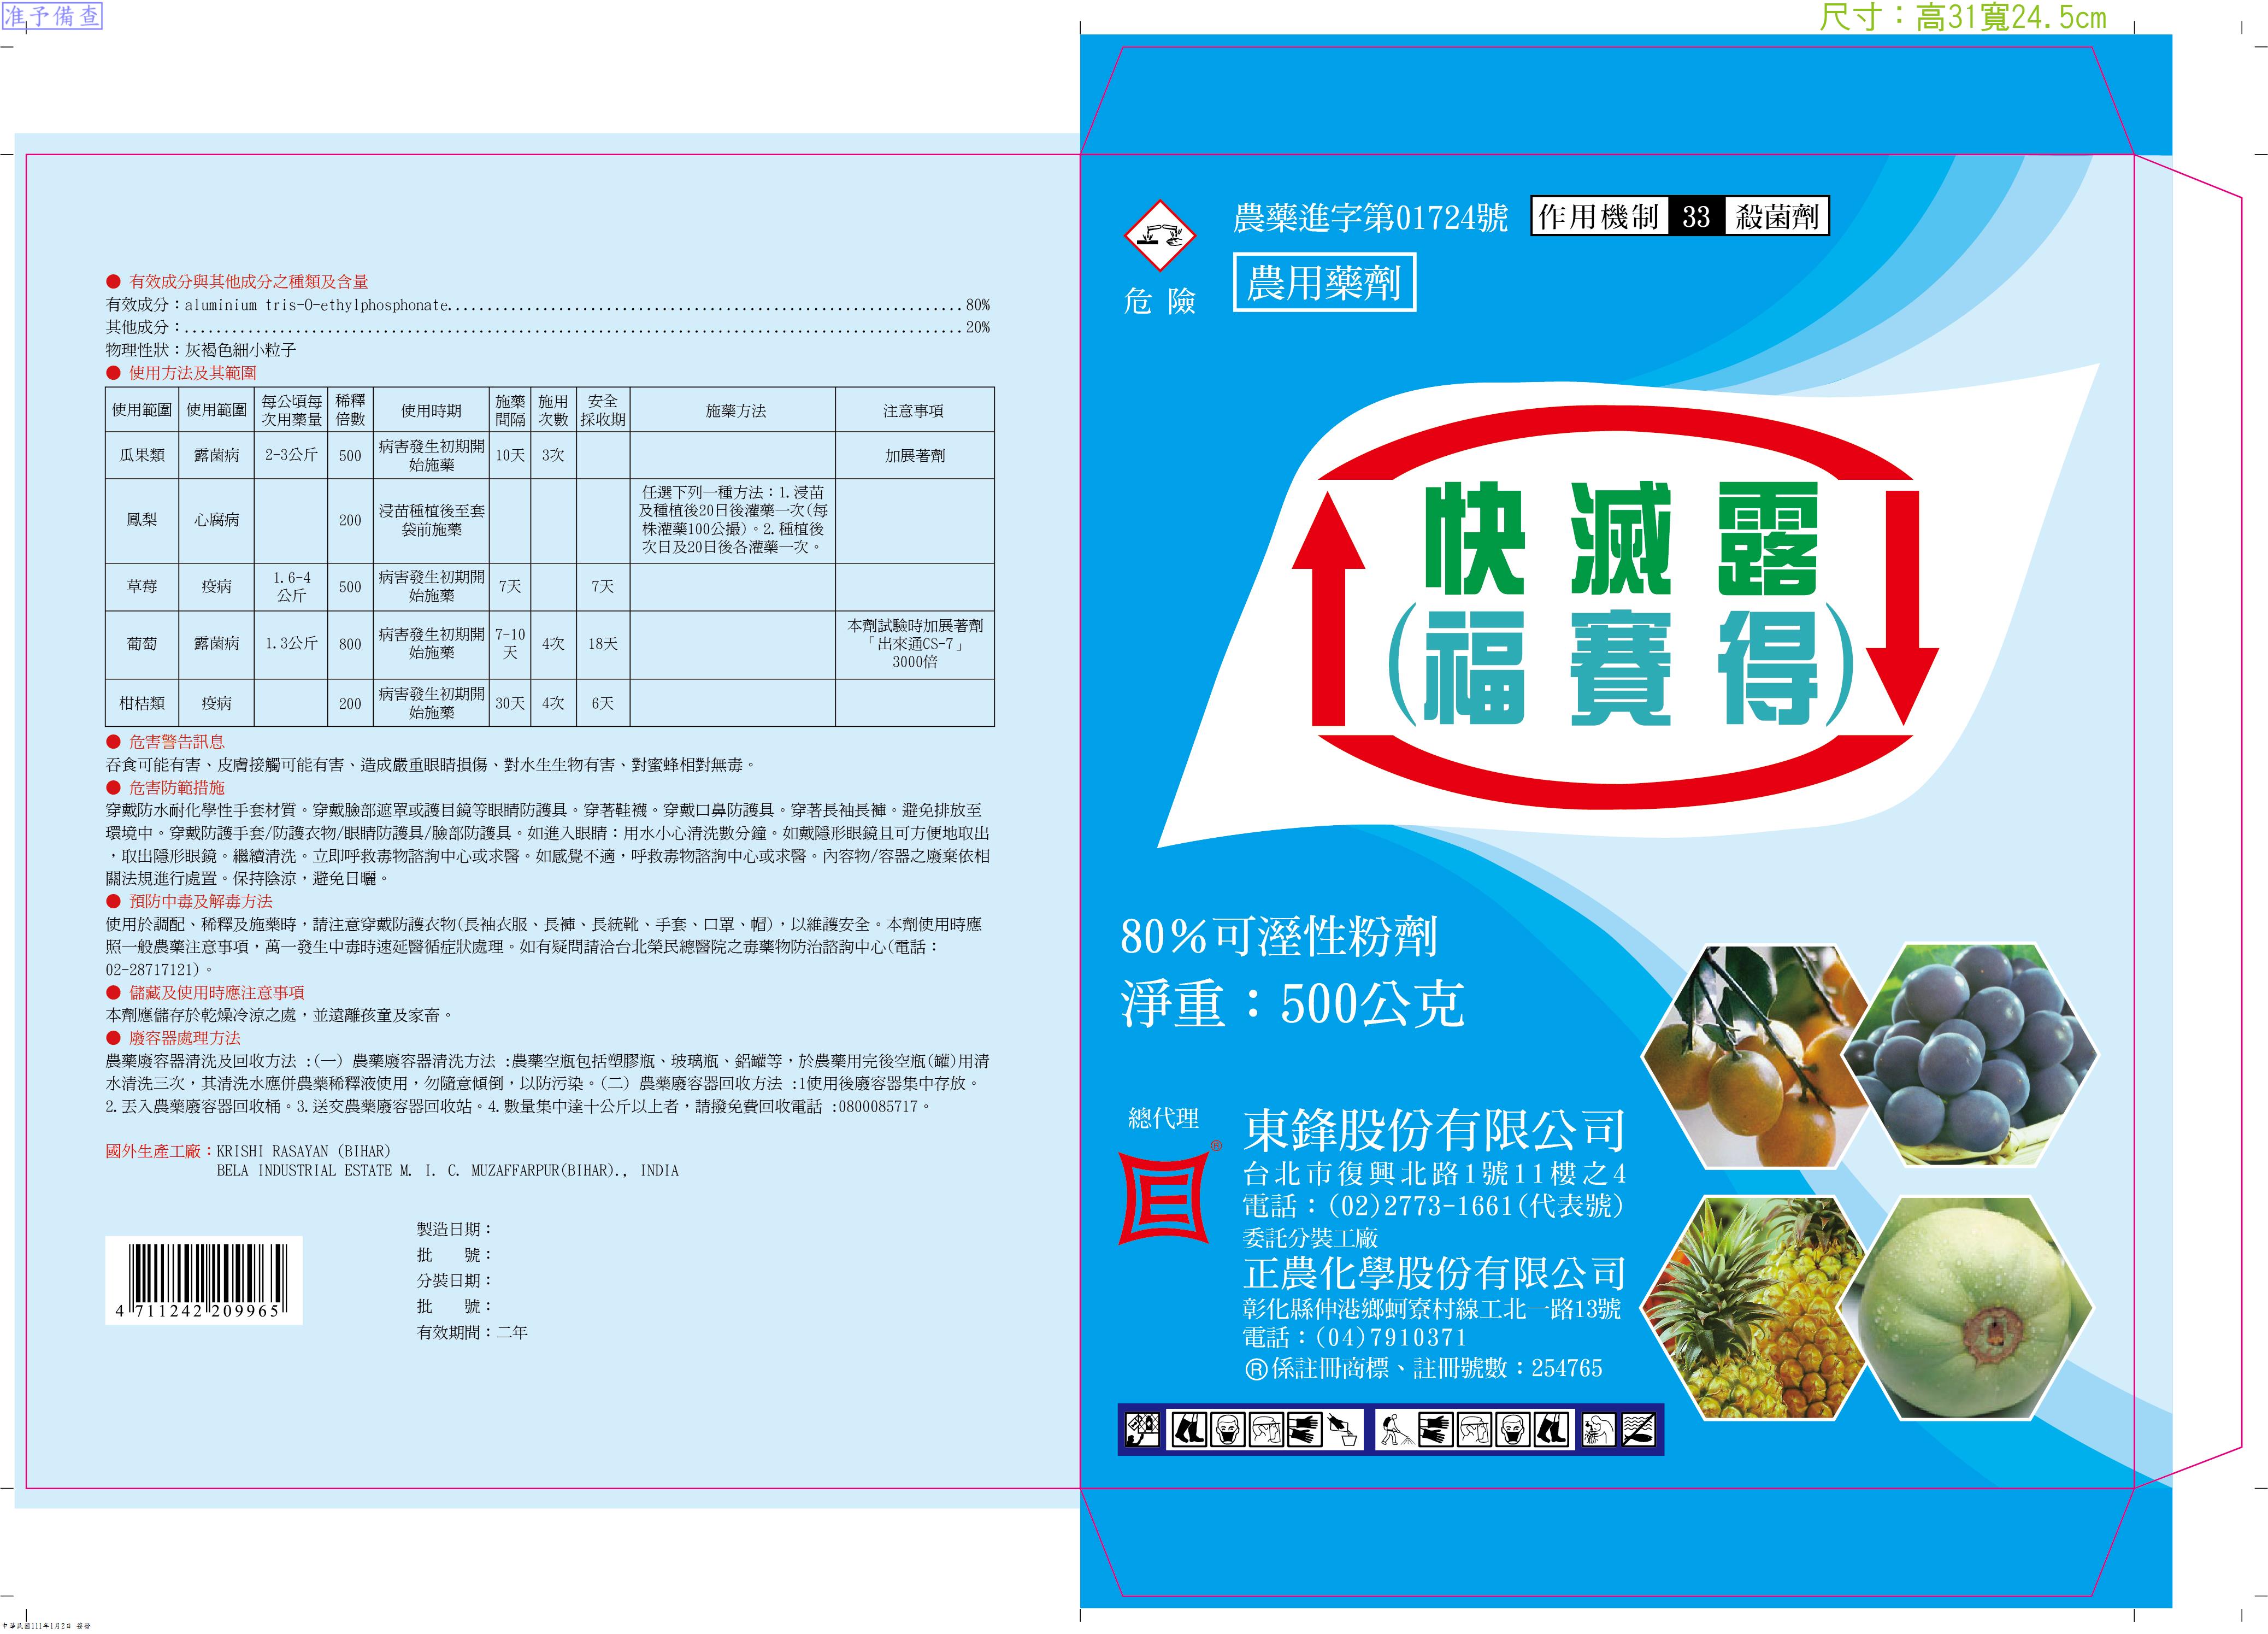 准予備查
尺寸：高31寬24.5cm
● 有效成分與其他成分之種類及含量
有效成分：aluminium tris-O-ethylphosphonate................................................................80%
其他成分：.................................................................................................20%
物理性狀：灰褐色細小粒子
● 使用方法及其範圍
使用範圍 使用範圍 每公頃每次用藥量 稀釋倍數 使用時期 施藥間隔 施用次數 安全採收期 施藥方法 注意事項
瓜果類 露菌病 2-3公斤 500 病害發生初期開始施藥 10天 3次 加展著劑
鳳梨 心腐病 200 浸苗種植後至套袋前施藥 任選下列一種方法：1.浸苗及種植後20日後灌藥一次(每株灌藥100公撮)。2.種植後次日及20日後各灌藥一次。
草莓 疫病 1.6-4公斤 500 病害發生初期開始施藥 7天 7天
葡萄 露菌病 1.3公斤 800 病害發生初期開始施藥 7-10天 4次 18天 本劑試驗時加展著劑「出來通CS-7」3000倍
柑桔類 疫病 200 病害發生初期開始施藥 30天 4次 6天
● 危害警告訊息
吞食可能有害、皮膚接觸可能有害、造成嚴重眼睛損傷、對水生生物有害、對蜜蜂相對無毒。
● 危害防範措施
穿戴防水耐化學性手套材質。穿戴臉部遮罩或護目鏡等眼睛防護具。穿著鞋襪。穿戴口鼻防護具。穿著長袖長褲。避免排放至
環境中。穿戴防護手套/防護衣物/眼睛防護具/臉部防護具。如進入眼睛：用水小心清洗數分鐘。如戴隱形眼鏡且可方便地取出
，取出隱形眼鏡。繼續清洗。立即呼救毒物諮詢中心或求醫。如感覺不適，呼救毒物諮詢中心或求醫。內容物/容器之廢棄依相
關法規進行處置。保持陰涼，避免日曬。
● 預防中毒及解毒方法
使用於調配、稀釋及施藥時，請注意穿戴防護衣物(長袖衣服、長褲、長統靴、手套、口罩、帽)，以維護安全。本劑使用時應
照一般農藥注意事項，萬一發生中毒時速延醫循症狀處理。如有疑問請洽台北榮民總醫院之毒藥物防治諮詢中心(電話：
02-28717121)。
● 儲藏及使用時應注意事項
本劑應儲存於乾燥冷涼之處，並遠離孩童及家畜。
● 廢容器處理方法
農藥廢容器清洗及回收方法 :(一) 農藥廢容器清洗方法 :農藥空瓶包括塑膠瓶、玻璃瓶、鋁罐等，於農藥用完後空瓶(罐)用清
水清洗三次，其清洗水應併農藥稀釋液使用，勿隨意傾倒，以防污染。(二) 農藥廢容器回收方法 :1使用後廢容器集中存放。
2.丟入農藥廢容器回收桶。3.送交農藥廢容器回收站。4.數量集中達十公斤以上者，請撥免費回收電話 :0800085717。
國外生產工廠：KRISHI RASAYAN (BIHAR)
BELA INDUSTRIAL ESTATE M. I. C. MUZAFFARPUR(BIHAR)., INDIA
製造日期：
批　　號：
分裝日期：
批　　號：
有效期間：二年
4 711242 209965
農藥進字第01724號 作用機制 33 殺菌劑
危險
農用藥劑
快滅露
(福賽得)
80%可溼性粉劑
淨重：500公克
總代理
®
東鋒股份有限公司
台北市復興北路1號11樓之4
電話：(02)2773-1661(代表號)
委託分裝工廠
正農化學股份有限公司
彰化縣伸港鄉蚵寮村線工北一路13號
電話：(04)7910371
®係註冊商標、註冊號數：254765
中華民國111年1月2日 簽發